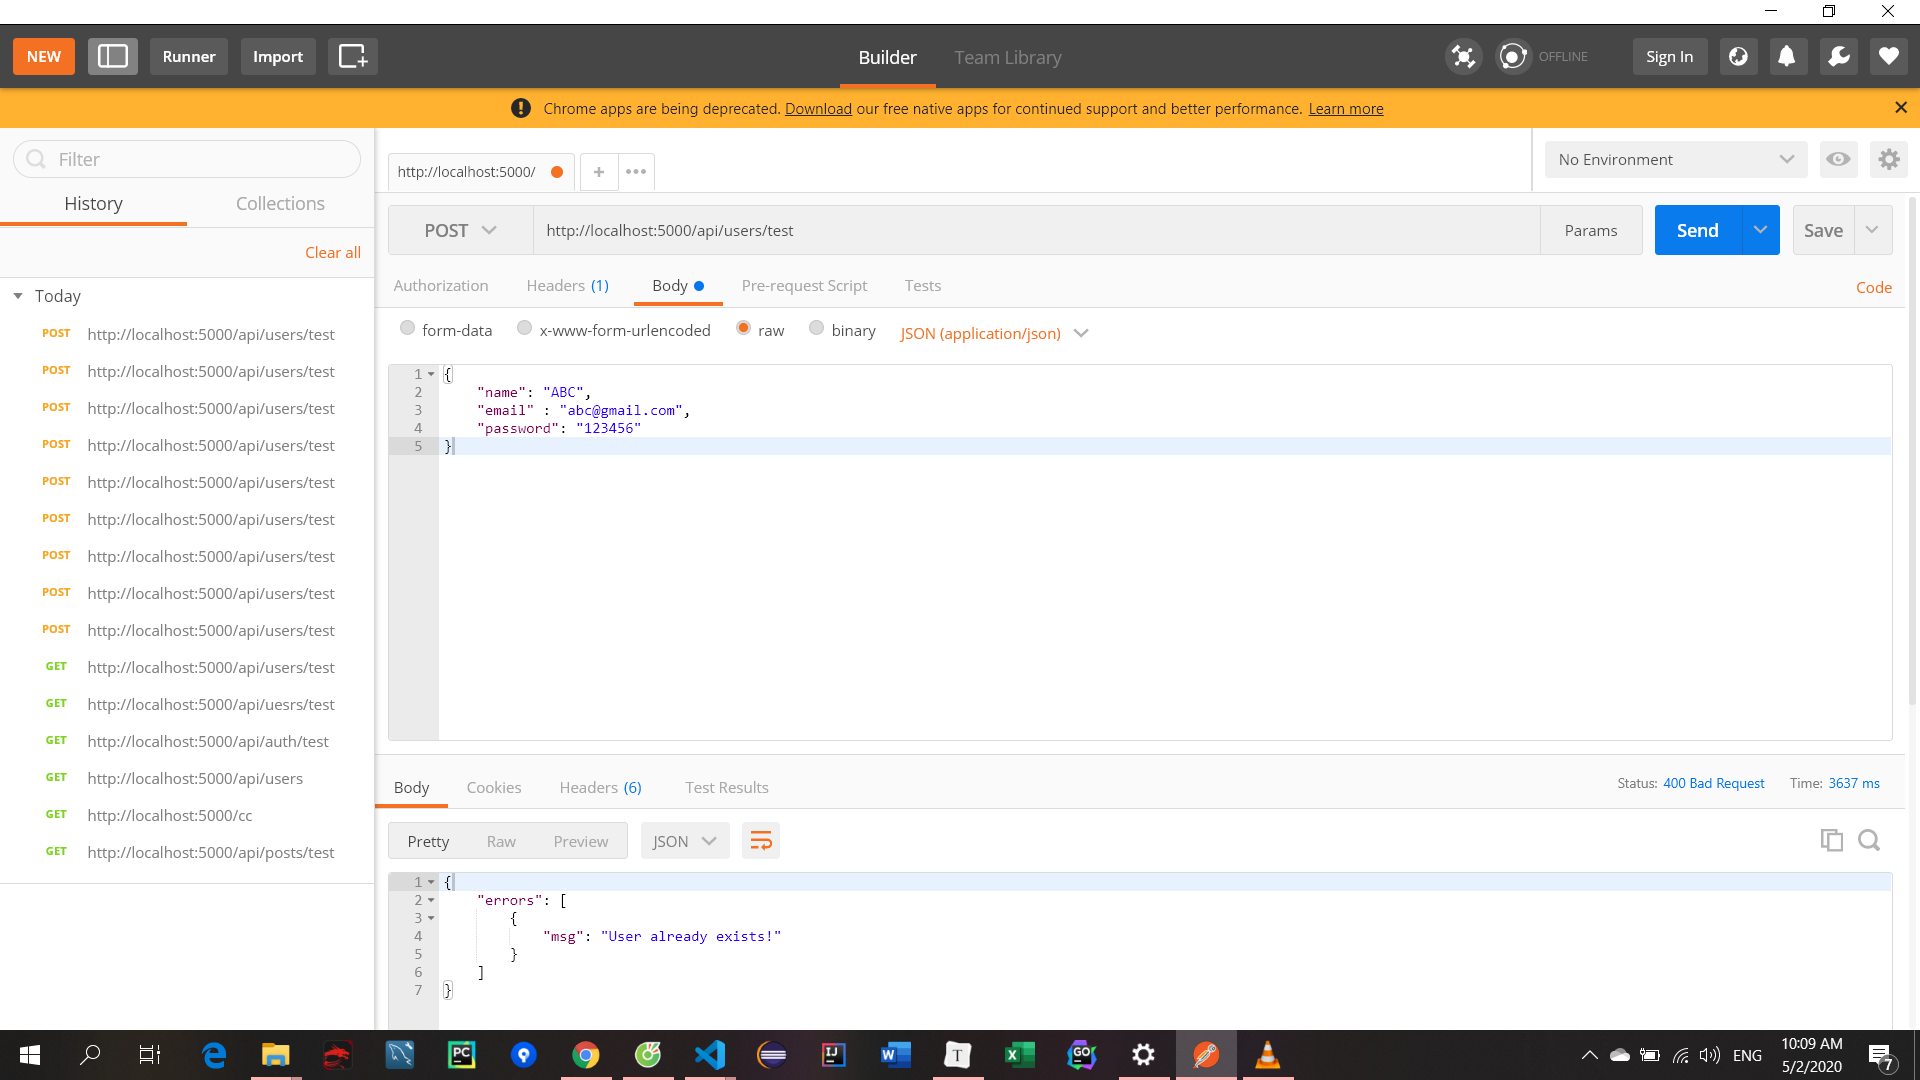 NEW
Runner
Import
Builder
Team Library
OFFLINE
Sign In
Chrome apps are being deprecated. Download our free native apps for continued support and better performance. Learn more
Filter
History
Collections
Clear all
Today
POST http://localhost:5000/api/users/test
POST http://localhost:5000/api/users/test
POST http://localhost:5000/api/users/test
POST http://localhost:5000/api/users/test
POST http://localhost:5000/api/users/test
POST http://localhost:5000/api/users/test
POST http://localhost:5000/api/users/test
POST http://localhost:5000/api/users/test
POST http://localhost:5000/api/users/test
GET http://localhost:5000/api/users/test
GET http://localhost:5000/api/uesrs/test
GET http://localhost:5000/api/auth/test
GET http://localhost:5000/api/users
GET http://localhost:5000/cc
GET http://localhost:5000/api/posts/test
http://localhost:5000/
No Environment
POST
http://localhost:5000/api/users/test
Params
Send
Save
Authorization
Headers (1)
Body
Pre-request Script
Tests
Code
form-data
x-www-form-urlencoded
raw
binary
JSON (application/json)
1 {
2 "name": "ABC",
3 "email" : "abc@gmail.com",
4 "password": "123456"
5 }
Body
Cookies
Headers (6)
Test Results
Status: 400 Bad Request
Time: 3637 ms
Pretty
Raw
Preview
JSON
1 {
2 "errors": [
3 {
4 "msg": "User already exists!"
5 }
6 ]
7 }
PC
IJ
W
T
X
GO
ENG
10:09 AM
5/2/2020
7